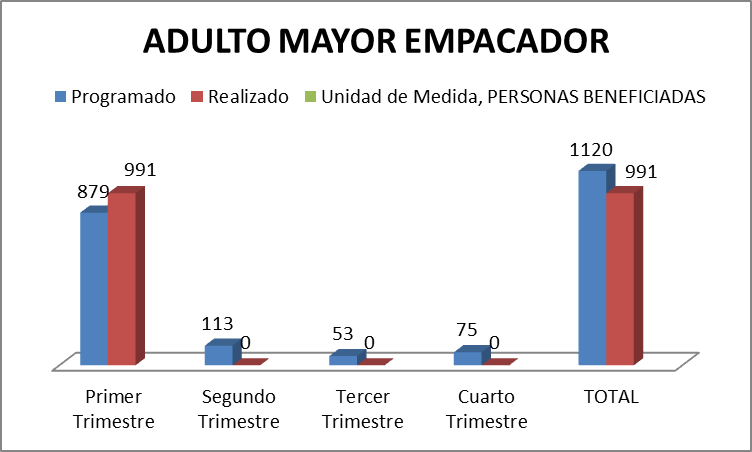 ADULTO MAYOR EMPACADOR
Programado Realizado Unidad de Medida, PERSONAS BENEFICIADAS
879 991 113 0 53 0 75 0 1120 991
Primer Trimestre
Segundo Trimestre
Tercer Trimestre
Cuarto Trimestre
TOTAL